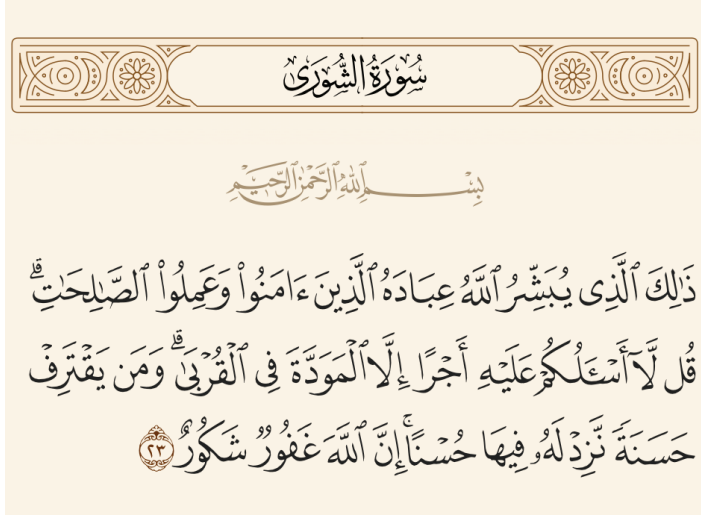 سُورَةُ الشُّورَىٰ
بِسْمِ ٱللَّهِ ٱلرَّحْمَٰنِ ٱلرَّحِيمِ
ذَٰلِكَ ٱلَّذِى يُبَشِّرُ ٱللَّهُ عِبَادَهُ ٱلَّذِينَ ءَامَنُوا۟ وَعَمِلُوا۟ ٱلصَّـٰلِحَـٰتِ ۗ
قُل لَّآ أَسْـَٔلُكُمْ عَلَيْهِ أَجْرًا إِلَّا ٱلْمَوَدَّةَ فِى ٱلْقُرْبَىٰ ۗ وَمَن يَقْتَرِفْ
حَسَنَةً نَّزِدْ لَهُۥ فِيهَا حُسْنًا ۚ إِنَّ ٱللَّهَ غَفُورٌ شَكُورٌ ٢٣